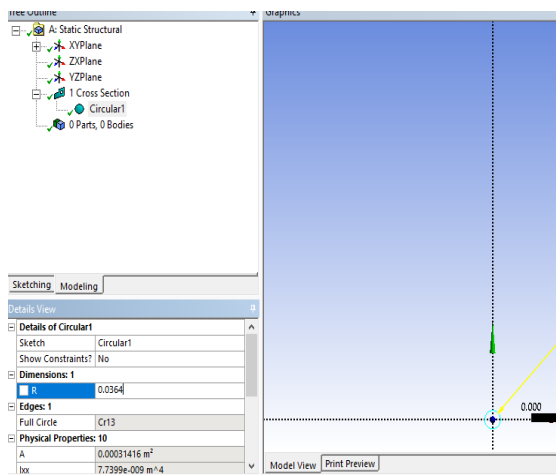 Tree Outline
Graphics
A: Static Structural
XYPlane
ZXPlane
YZPlane
1 Cross Section
Circular1
0 Parts, 0 Bodies
Sketching Modeling
Details View
Details of Circular1
Sketch Circular1
Show Constraints? No
Dimensions: 1
R 0.0364
Edges: 1
Full Circle Cr13
Physical Properties: 10
A 0.00031416 m²
Ixx 7.7399e-009 m^4
0.000
Model View Print Preview